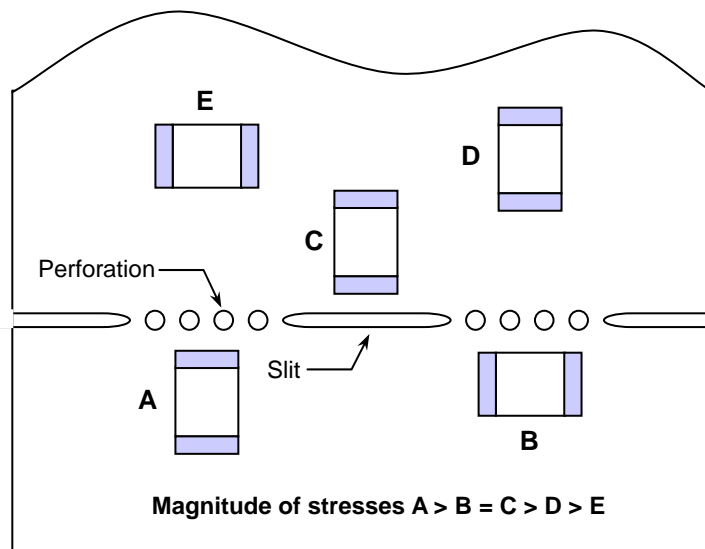 E
D
C
Perforation
Slit
A
B
Magnitude of stresses A > B = C > D > E